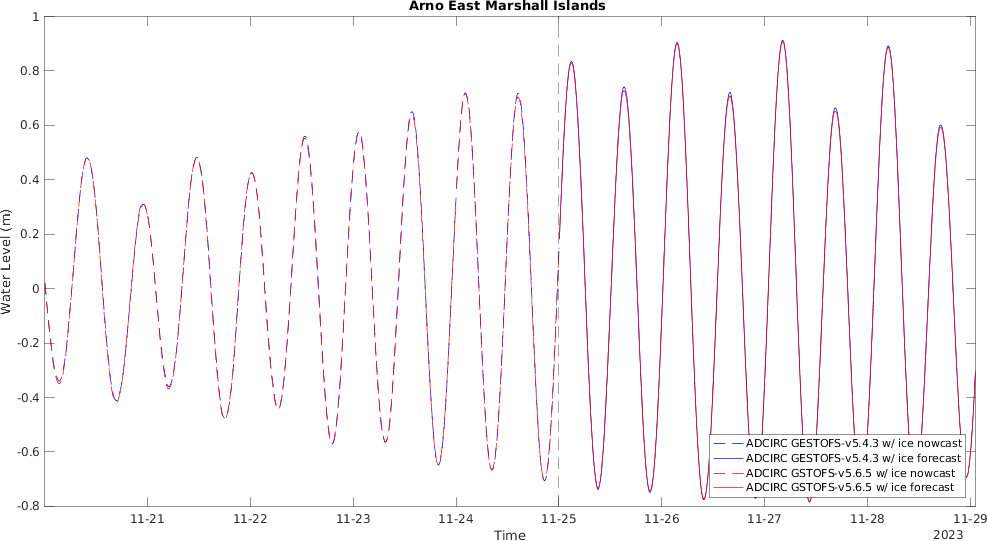 Arno East Marshall Islands
1
0.8
0.6
0.4
0.2
0
-0.2
-0.4
-0.6
-0.8
Water Level (m)
11-21
11-22
11-23
11-24
11-25
11-26
11-27
11-28
11-29
Time
2023
ADCIRC GESTOFS-v5.4.3 w/ ice nowcast
ADCIRC GESTOFS-v5.4.3 w/ ice forecast
ADCIRC GSTOFS-v5.6.5 w/ ice nowcast
ADCIRC GSTOFS-v5.6.5 w/ ice forecast